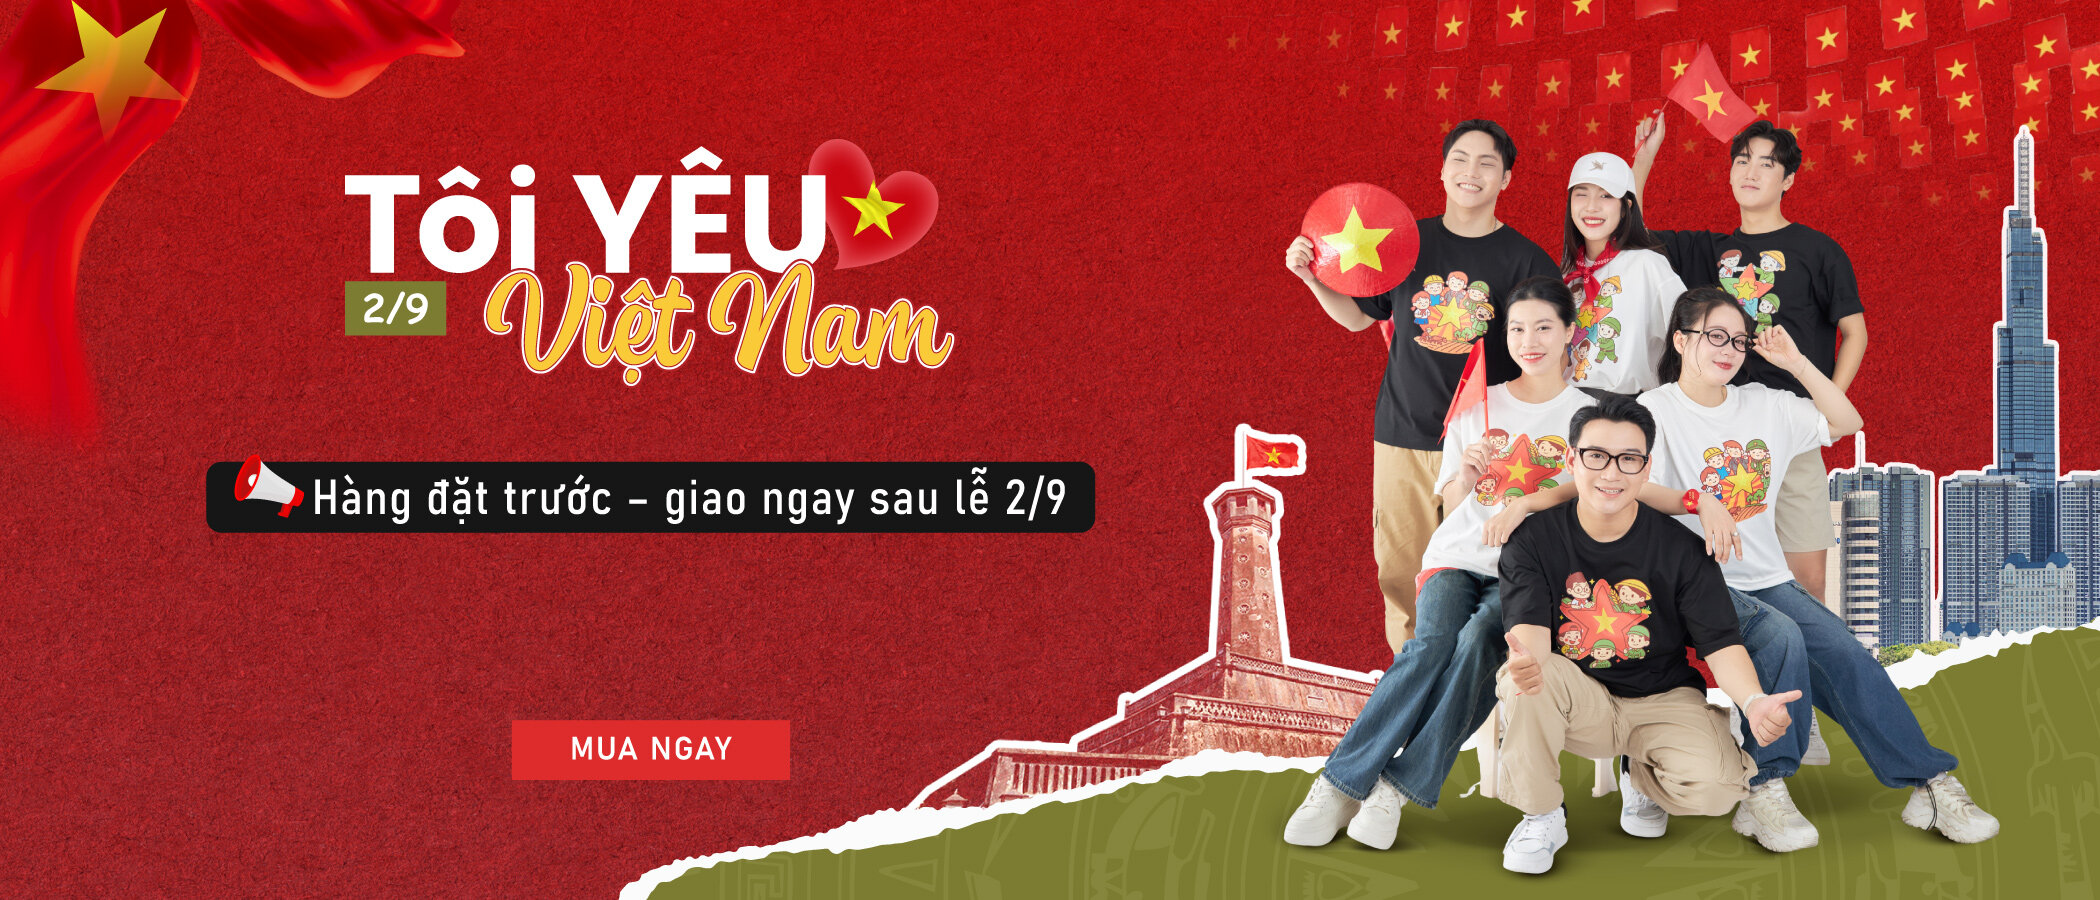 Tôi YÊU
2/9
Việt Nam
Hàng đặt trước – giao ngay sau lễ 2/9
MUA NGAY